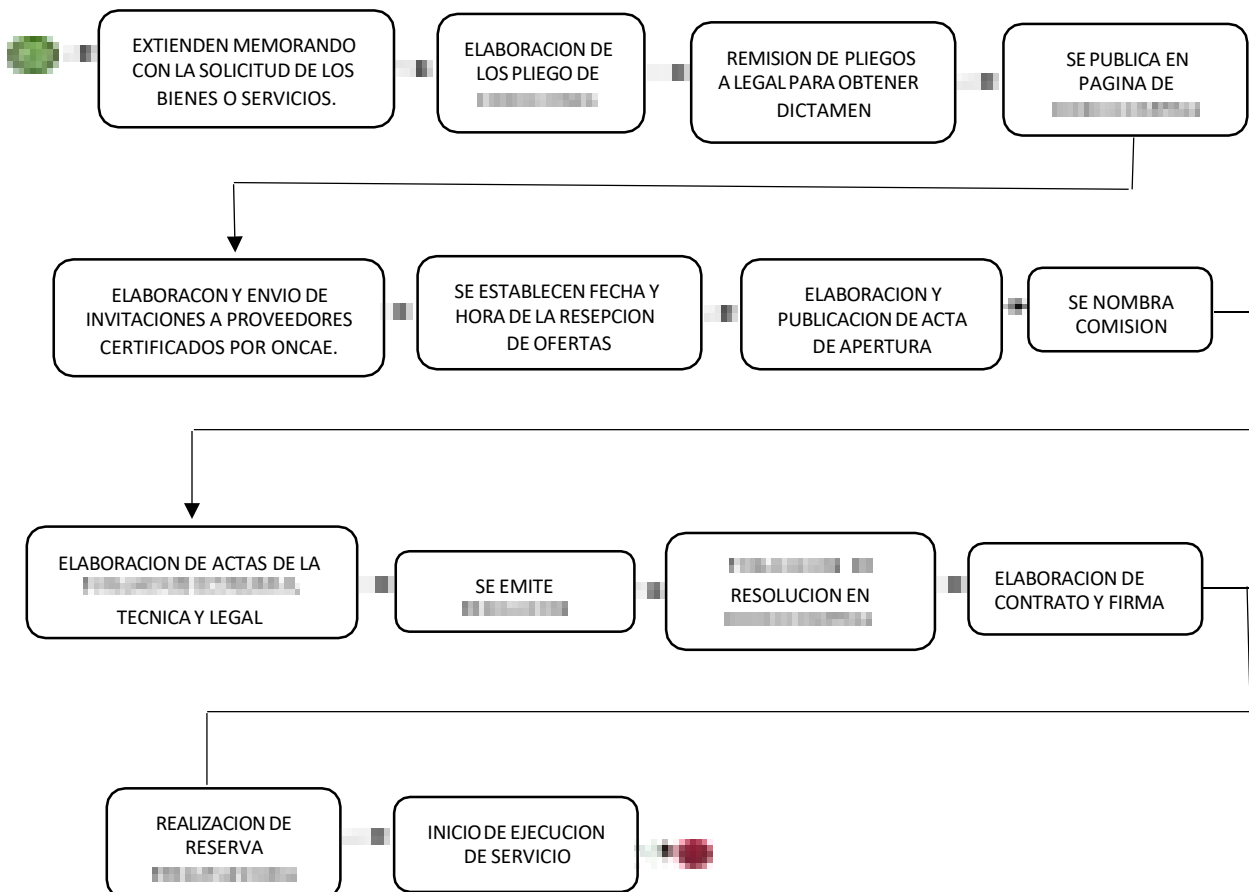 EXTIENDEN MEMORANDO
CON LA SOLICITUD DE LOS
BIENES O SERVICIOS.
ELABORACION DE
LOS PLIEGO DE
REMISION DE PLIEGOS
A LEGAL PARA OBTENER
DICTAMEN
SE PUBLICA EN
PAGINA DE
ELABORACON Y ENVIO DE
INVITACIONES A PROVEEDORES
CERTIFICADOS POR ONCAE.
SE ESTABLECEN FECHA Y
HORA DE LA RESEPCION
DE OFERTAS
ELABORACION Y
PUBLICACION DE ACTA
DE APERTURA
SE NOMBRA
COMISION
ELABORACION DE ACTAS DE LA
TECNICA Y LEGAL
SE EMITE
RESOLUCION EN
ELABORACION DE
CONTRATO Y FIRMA
REALIZACION DE
RESERVA
INICIO DE EJECUCION
DE SERVICIO